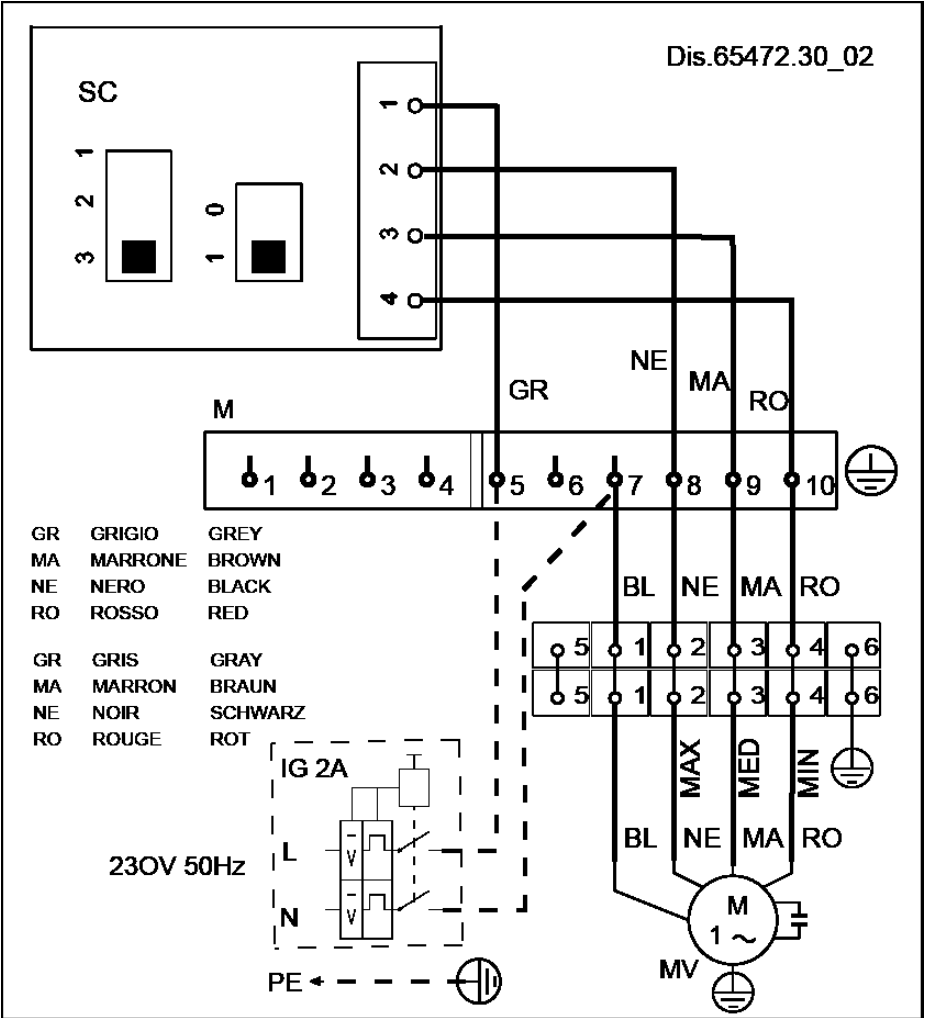 Dis.65472.30_02
SC
1
2
3
0
1
1
2
3
4
NE
MA
GR
RO
M
1 2 3 4 5 6 7 8 9 10
GR GRIGIO GREY
MA MARRONE BROWN
NE NERO BLACK
RO ROSSO RED
GR GRIS GRAY
MA MARRON BRAUN
NE NOIR SCHWARZ
RO ROUGE ROT
BL NE MA RO
5 1 2 3 4 6
5 1 2 3 4 6
MAX MED MIN
BL NE MA RO
IG 2A
23OV 50Hz
L
V
N
V
PE
M
1 ~
MV